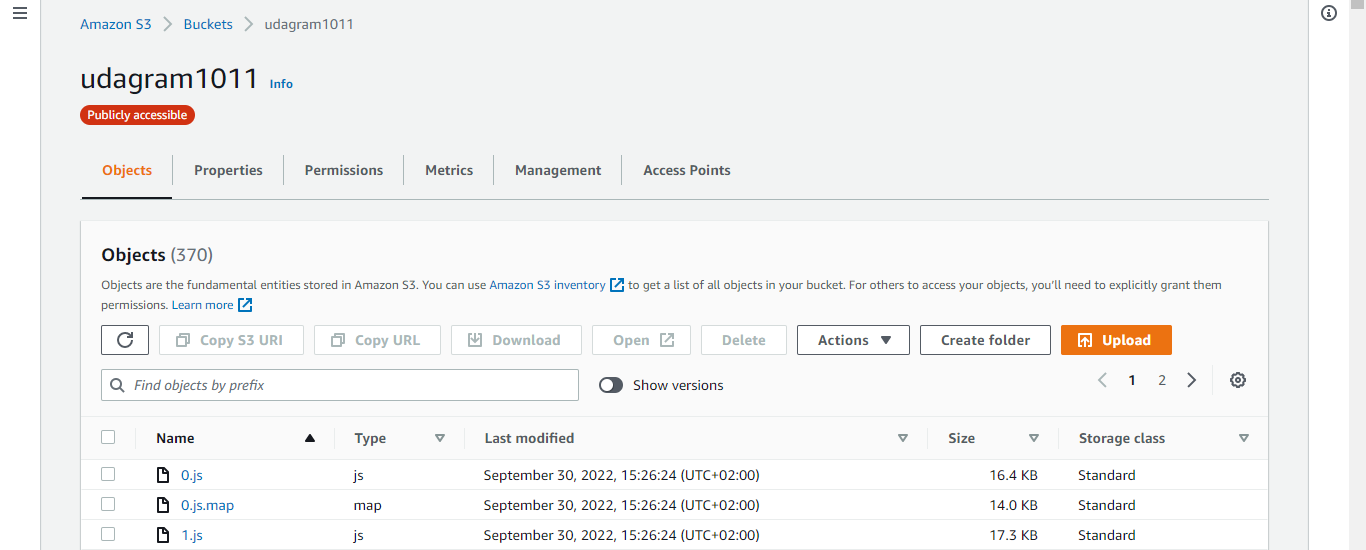 Amazon S3 Buckets udagram1011
udagram1011 Info
Publicly accessible
Objects Properties Permissions Metrics Management Access Points
Objects (370)
Objects are the fundamental entities stored in Amazon S3. You can use Amazon S3 inventory to get a list of all objects in your bucket. For others to access your objects, you'll need to explicitly grant them
permissions. Learn more
Copy S3 URI Copy URL Download Open Delete Actions Create folder Upload
Find objects by prefix Show versions 1 2
Name Type Last modified Size Storage class
0.js js September 30, 2022, 15:26:24 (UTC+02:00) 16.4 KB Standard
0.js.map map September 30, 2022, 15:26:24 (UTC+02:00) 14.0 KB Standard
1.js js September 30, 2022, 15:26:24 (UTC+02:00) 17.3 KB Standard